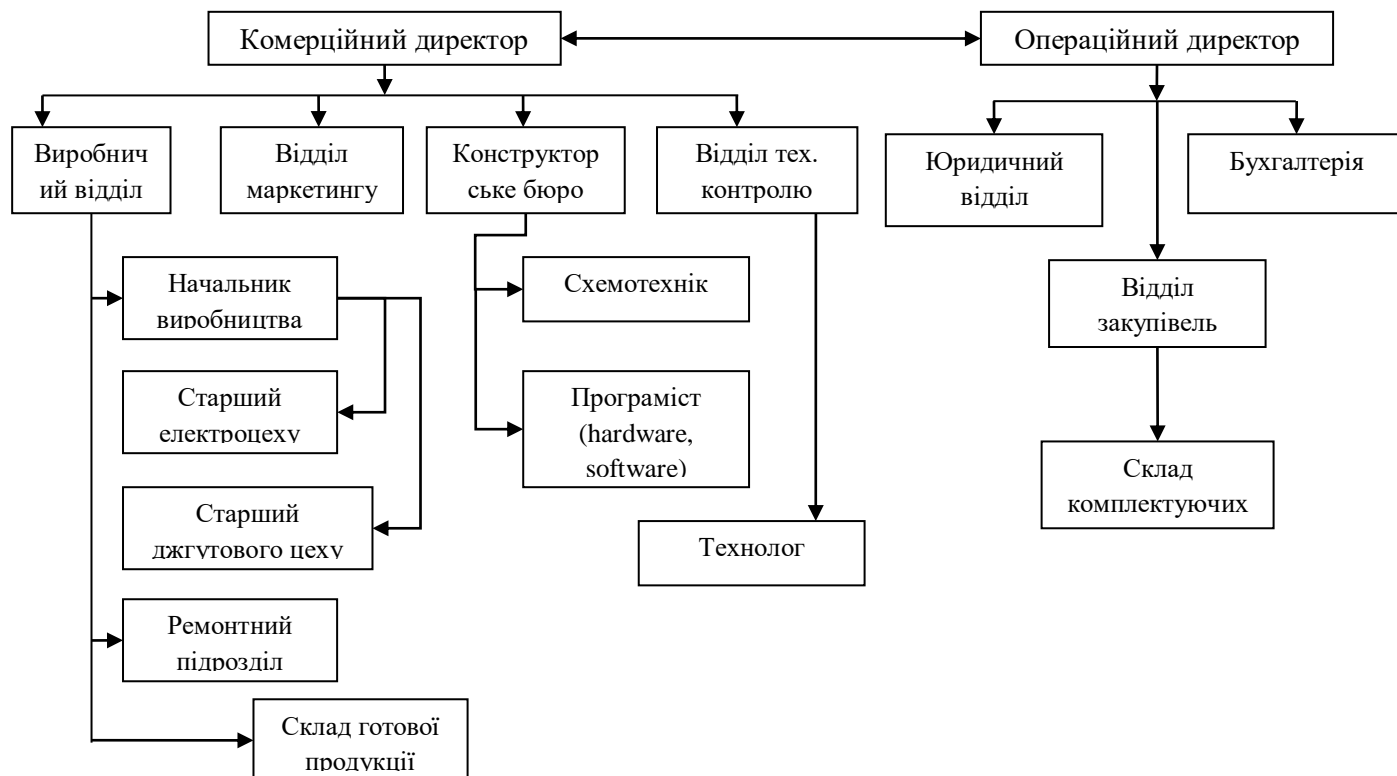 Комерційний директор
Операційний директор
Виробнич
ий відділ
Відділ
маркетингу
Конструктор
ське бюро
Відділ тех.
контролю
Юридичний
відділ
Бухгалтерія
Начальник
виробництва
Схемотехнік
Відділ
закупівель
Старший
електроцеху
Програміст
(hardware,
software)
Склад
комплектуючих
Старший
джгутового цеху
Технолог
Ремонтний
підрозділ
Склад готової
продукції